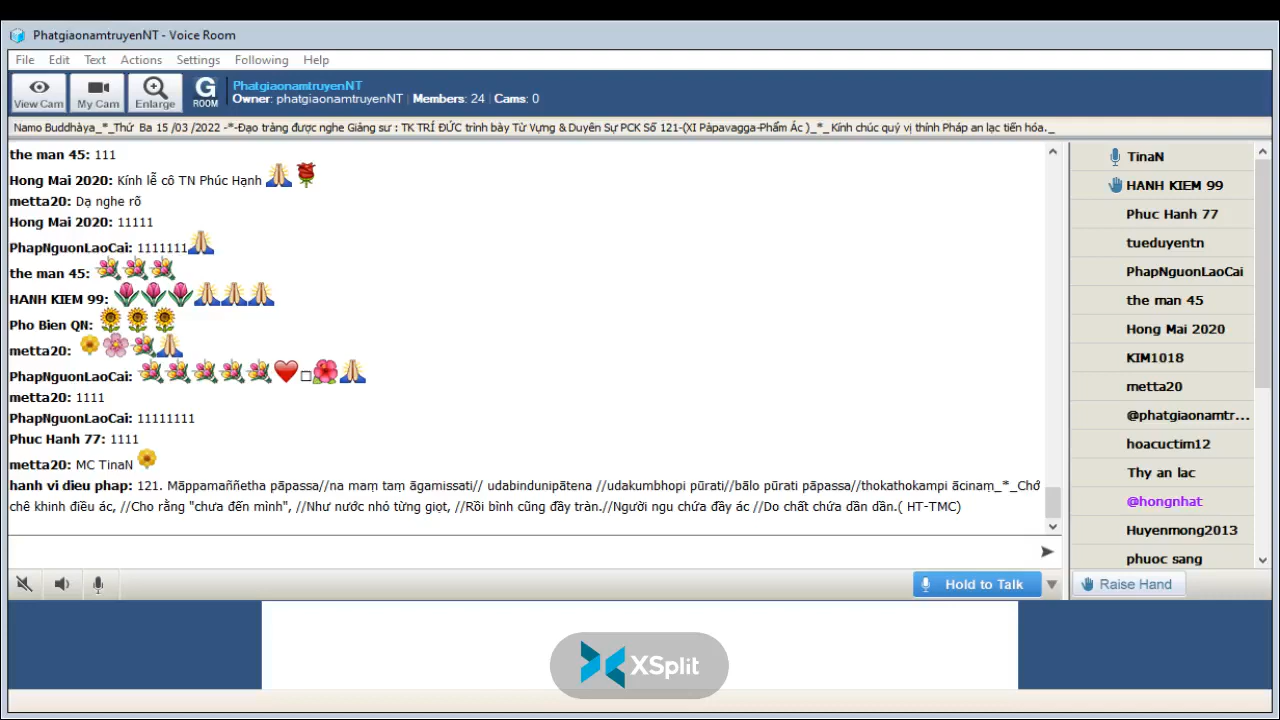 PhatgiaonamtruyenNT - Voice Room
File Edit Text Actions Settings Following Help
View Cam My Cam Enlarge G ROOM
PhatgiaonamtruyenNT
Owner: phatgiaonamtruyenNT | Members: 24 | Cams: 0
Namo Buddhàya_*_Thứ Ba 15 /03 /2022 -*-Đạo tràng được nghe Giảng sư : TK TRÍ ĐỨC trình bày Từ Vựng & Duyên Sự PCK Số 121-(XI Pàpavagga-Phẩm Ác )_*_ Kính chúc quý vị thính Pháp an lạc tiến hóa._
the man 45: 111
Hong Mai 2020: Kính lễ cô TN Phúc Hạnh
metta20: Dạ nghe rõ
Hong Mai 2020: 11111
PhapNguonLaoCai: 1111111
the man 45:
HANH KIEM 99:
Pho Bien QN:
metta20:
PhapNguonLaoCai:
metta20: 1111
PhapNguonLaoCai: 11111111
Phuc Hanh 77: 1111
metta20: MC TinaN
hanh vi dieu phap: 121. Māppamaññetha pāpassa//na maṃ taṃ āgamissati// udabindunipātena //udakumbhopi pūrati//bālo pūrati pāpassa//thokathokampi ācinaṃ_*_Chớ
chê khinh điều ác, //Cho rằng "chưa đến mình", //Như nước nhỏ từng giọt, //Rồi bình cũng đầy tràn.//Người ngu chứa đầy ác //Do chất chứa dần dần.( HT-TMC)
TinaN
HANH KIEM 99
Phuc Hanh 77
tueduyentn
PhapNguonLaoCai
the man 45
Hong Mai 2020
KIM1018
metta20
@phatgiaonamtr...
hoacuctim12
Thy an lac
@hongnhat
Huyenmong2013
phuoc sang
Hold to Talk
Raise Hand
XSplit